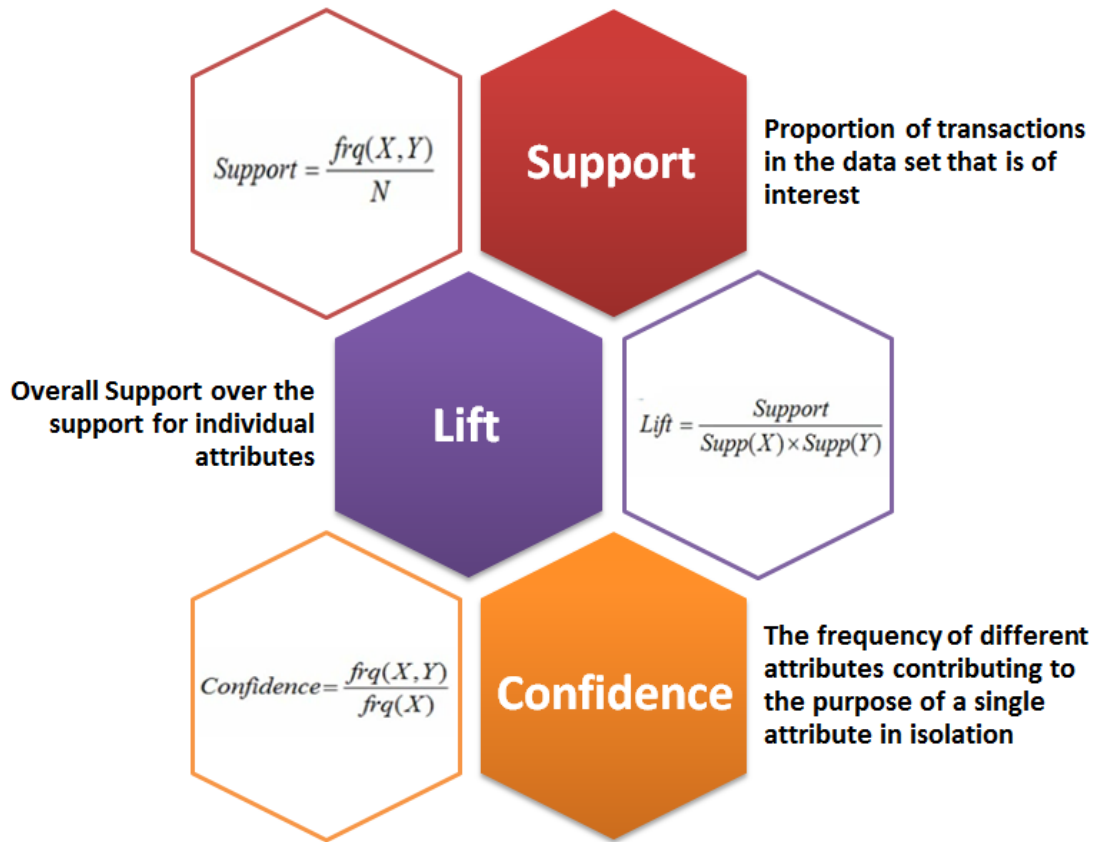 Support = frq(X,Y) / N
Support
Proportion of transactions
in the data set that is of
interest
Overall Support over the
support for individual
attributes
Lift
Lift = Support / Supp(X)×Supp(Y)
Confidence= frq(X,Y) / frq(X)
Confidence
The frequency of different
attributes contributing to
the purpose of a single
attribute in isolation